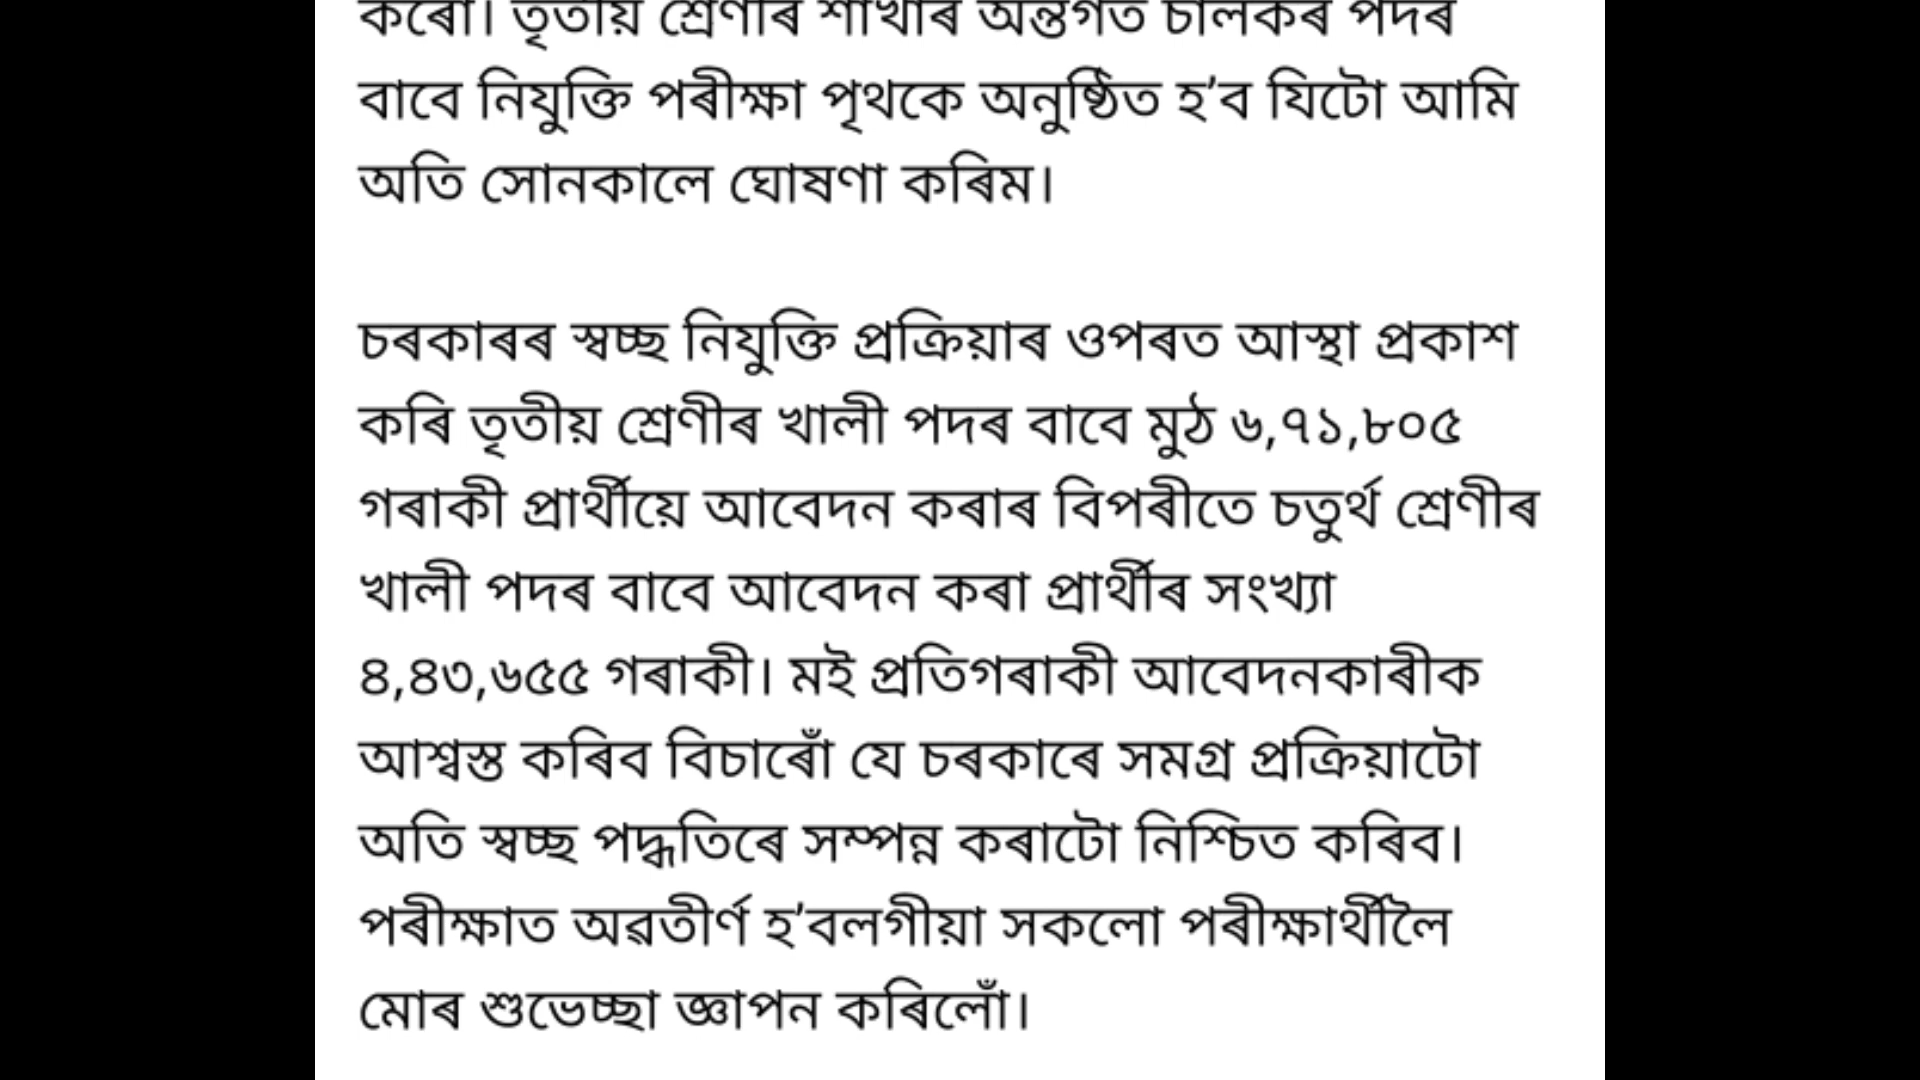 কৰোঁ। তৃতীয় শ্ৰেণীৰ শাখাৰ অন্তৰ্গত চালকৰ পদৰ
বাবে নিযুক্তি পৰীক্ষা পৃথকে অনুষ্ঠিত হ'ব যিটো আমি
অতি সোনকালে ঘোষণা কৰিম।
চৰকাৰৰ স্বচ্ছ নিযুক্তি প্ৰক্ৰিয়াৰ ওপৰত আস্থা প্ৰকাশ
কৰি তৃতীয় শ্ৰেণীৰ খালী পদৰ বাবে মুঠ ৬,৭১,৮০৫
গৰাকী প্ৰাৰ্থীয়ে আবেদন কৰাৰ বিপৰীতে চতুৰ্থ শ্ৰেণীৰ
খালী পদৰ বাবে আবেদন কৰা প্ৰাৰ্থীৰ সংখ্যা
৪,৪৩,৬৫৫ গৰাকী। মই প্ৰতিগৰাকী আবেদনকাৰীক
আশ্বস্ত কৰিব বিচাৰোঁ যে চৰকাৰে সমগ্ৰ প্ৰক্ৰিয়াটো
অতি স্বচ্ছ পদ্ধতিৰে সম্পন্ন কৰাটো নিশ্চিত কৰিব।
পৰীক্ষাত অৱতীৰ্ণ হ'বলগীয়া সকলো পৰীক্ষাৰ্থীলৈ
মোৰ শুভেচ্ছা জ্ঞাপন কৰিলোঁ।